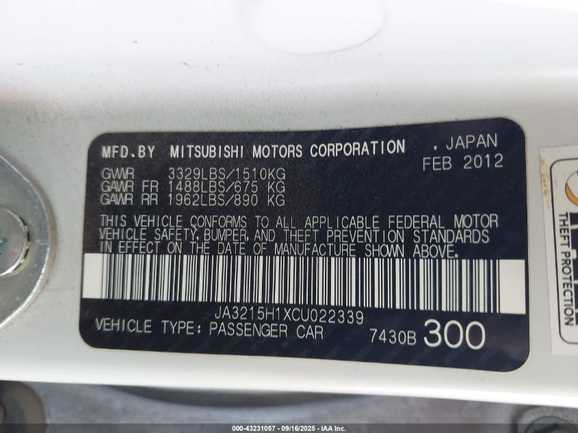 MFD.BY MITSUBISHI MOTORS CORPORATION . JAPAN
FEB 2012
GVWR 3329LBS/1510KG
GAWR FR 1488LBS/675 KG
GAWR RR 1962LBS/890 KG
THIS VEHICLE CONFORMS TO ALL APPLICABLE FEDERAL MOTOR
VEHICLE SAFETY, BUMPER, AND THEFT PREVENTION STANDARDS
IN EFFECT ON THE DATE OF MANUFACTURE SHOWN ABOVE.
JA3215H1XCU022339
VEHICLE TYPE: PASSENGER CAR 7430B 300
THEFT PROTECTION
000-43231057 - 09/16/2025 - IAA Inc.